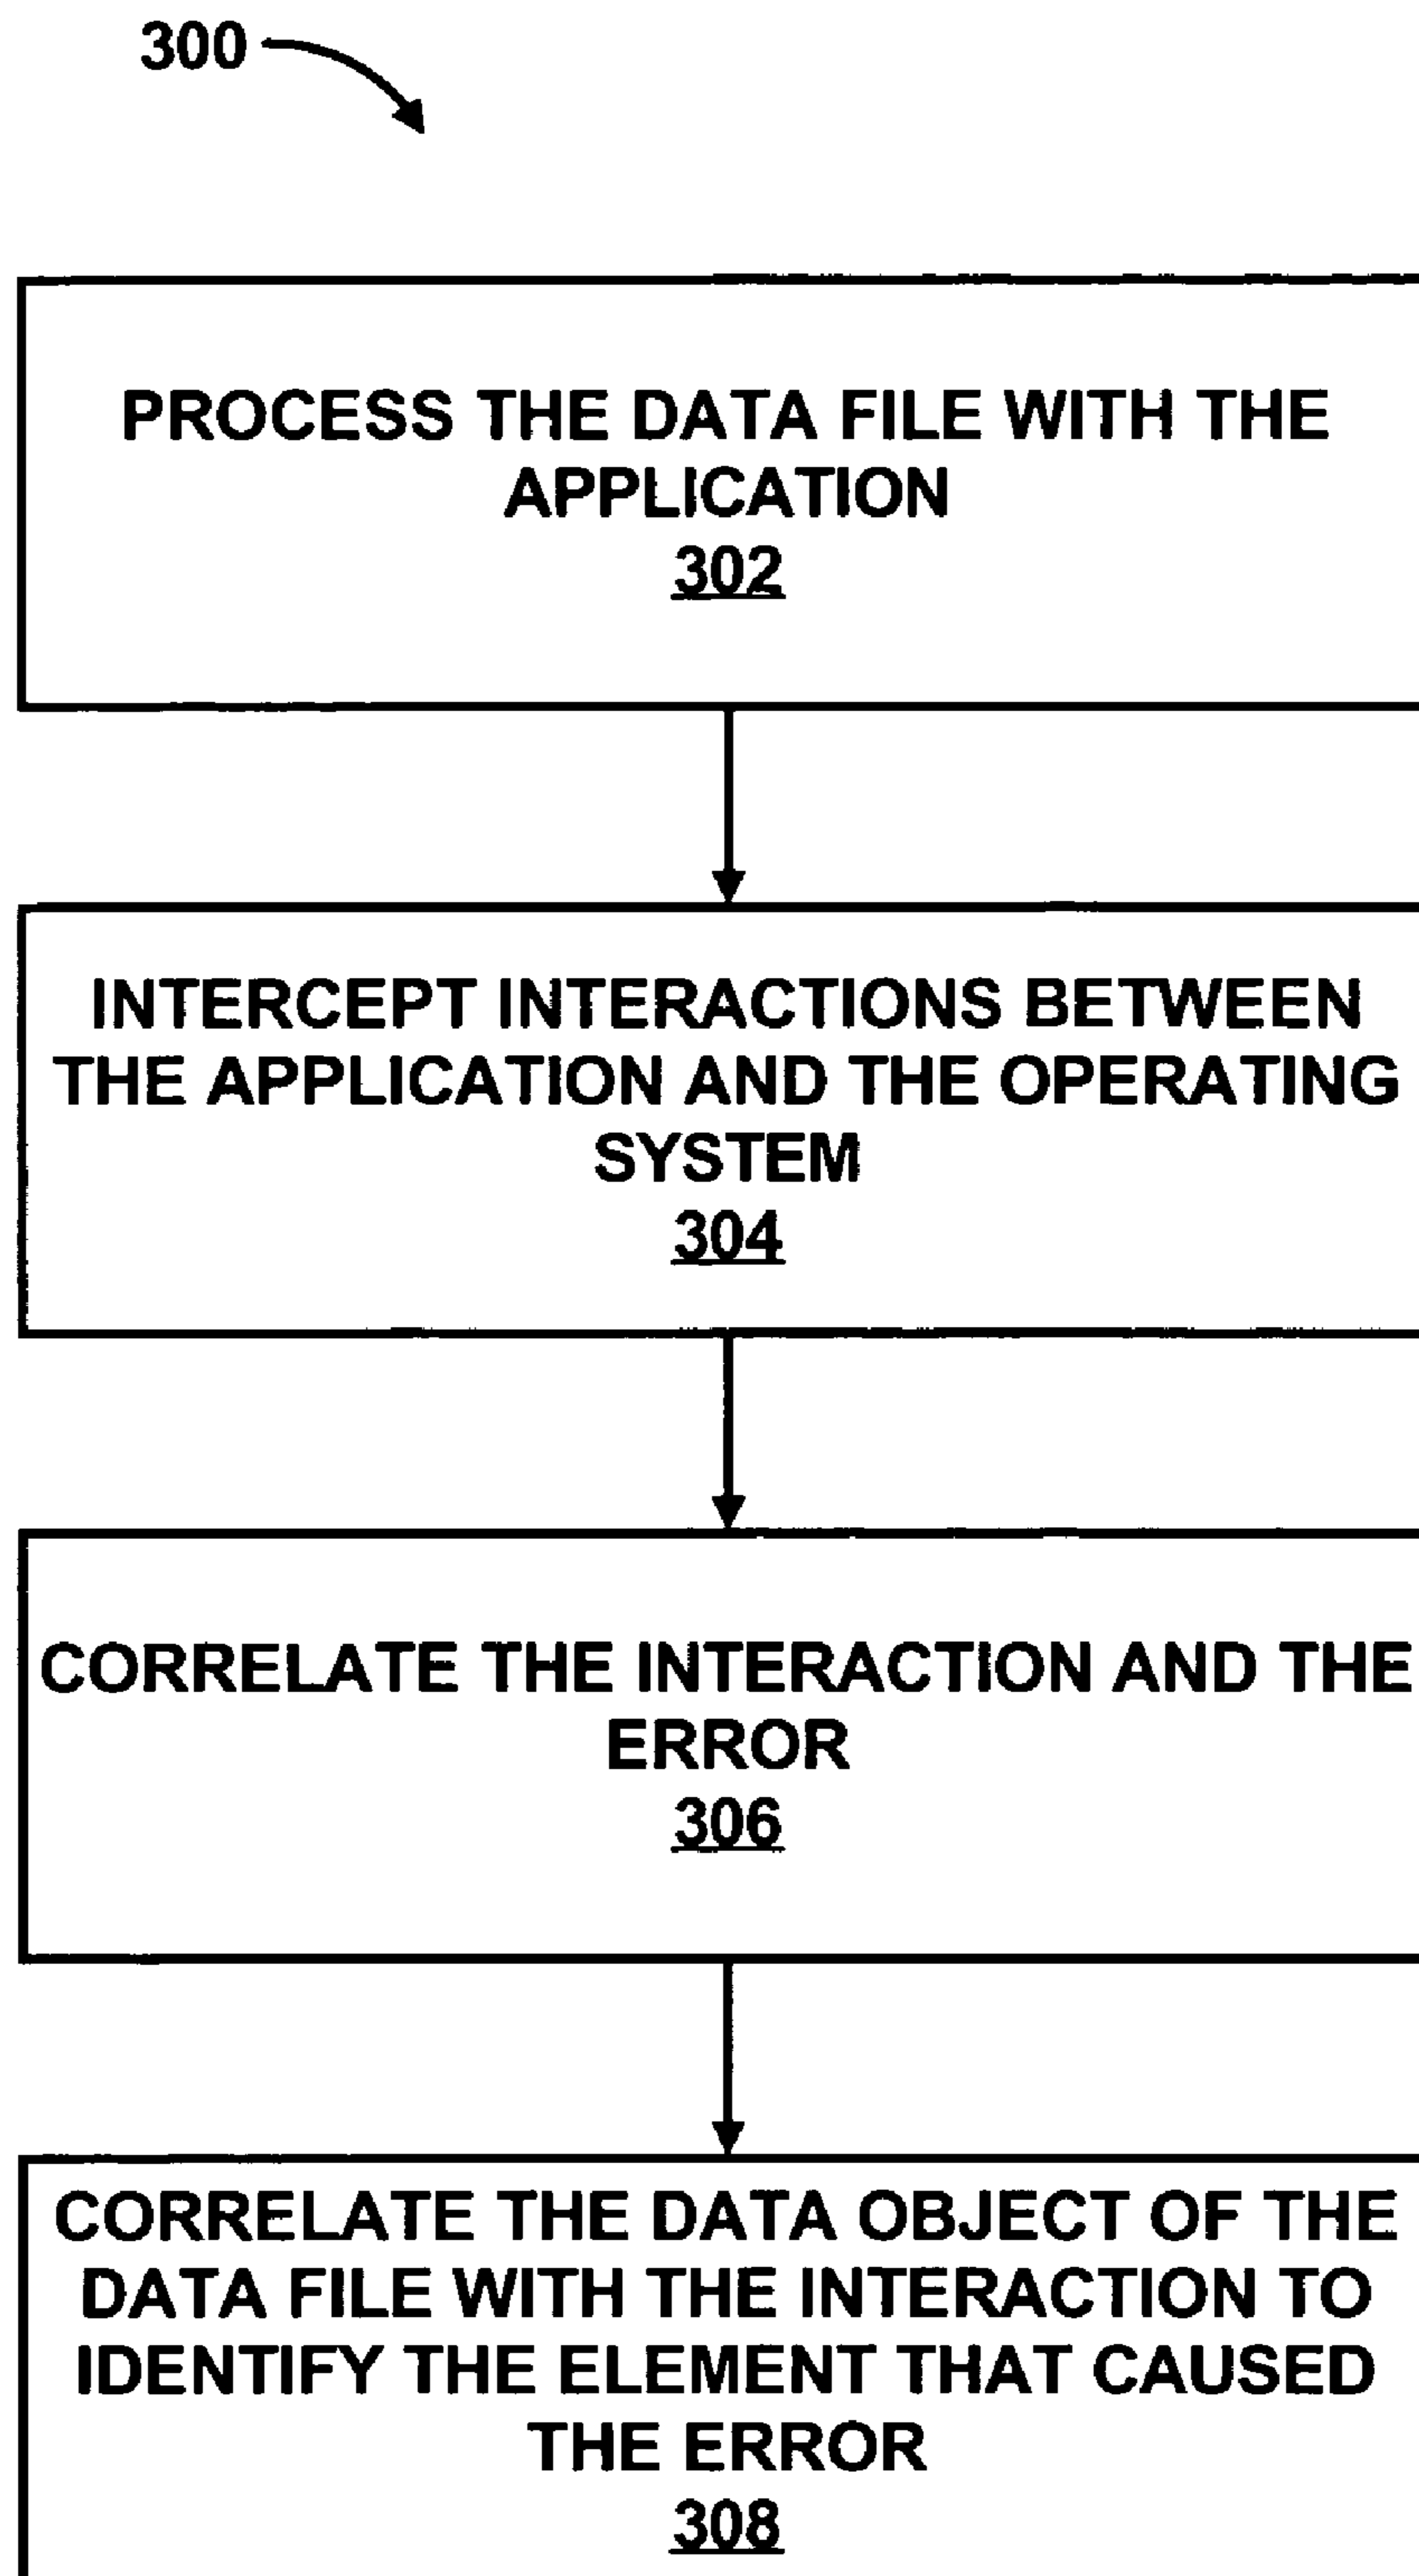 300
PROCESS THE DATA FILE WITH THE
APPLICATION
302
INTERCEPT INTERACTIONS BETWEEN
THE APPLICATION AND THE OPERATING
SYSTEM
304
CORRELATE THE INTERACTION AND THE
ERROR
306
CORRELATE THE DATA OBJECT OF THE
DATA FILE WITH THE INTERACTION TO
IDENTIFY THE ELEMENT THAT CAUSED
THE ERROR
308